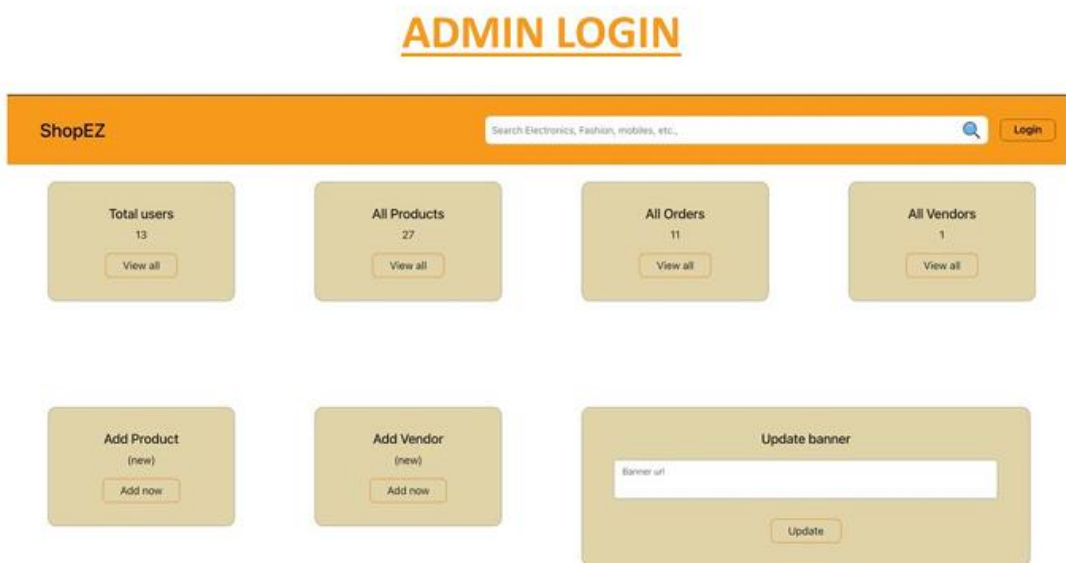 ADMIN LOGIN
ShopEZ
Search Electronics, Fashion, mobiles, etc.,
Login
Total users
13
View all
All Products
27
View all
All Orders
11
View all
All Vendors
1
View all
Add Product
(new)
Add now
Add Vendor
(new)
Add now
Update banner
Banner url
Update